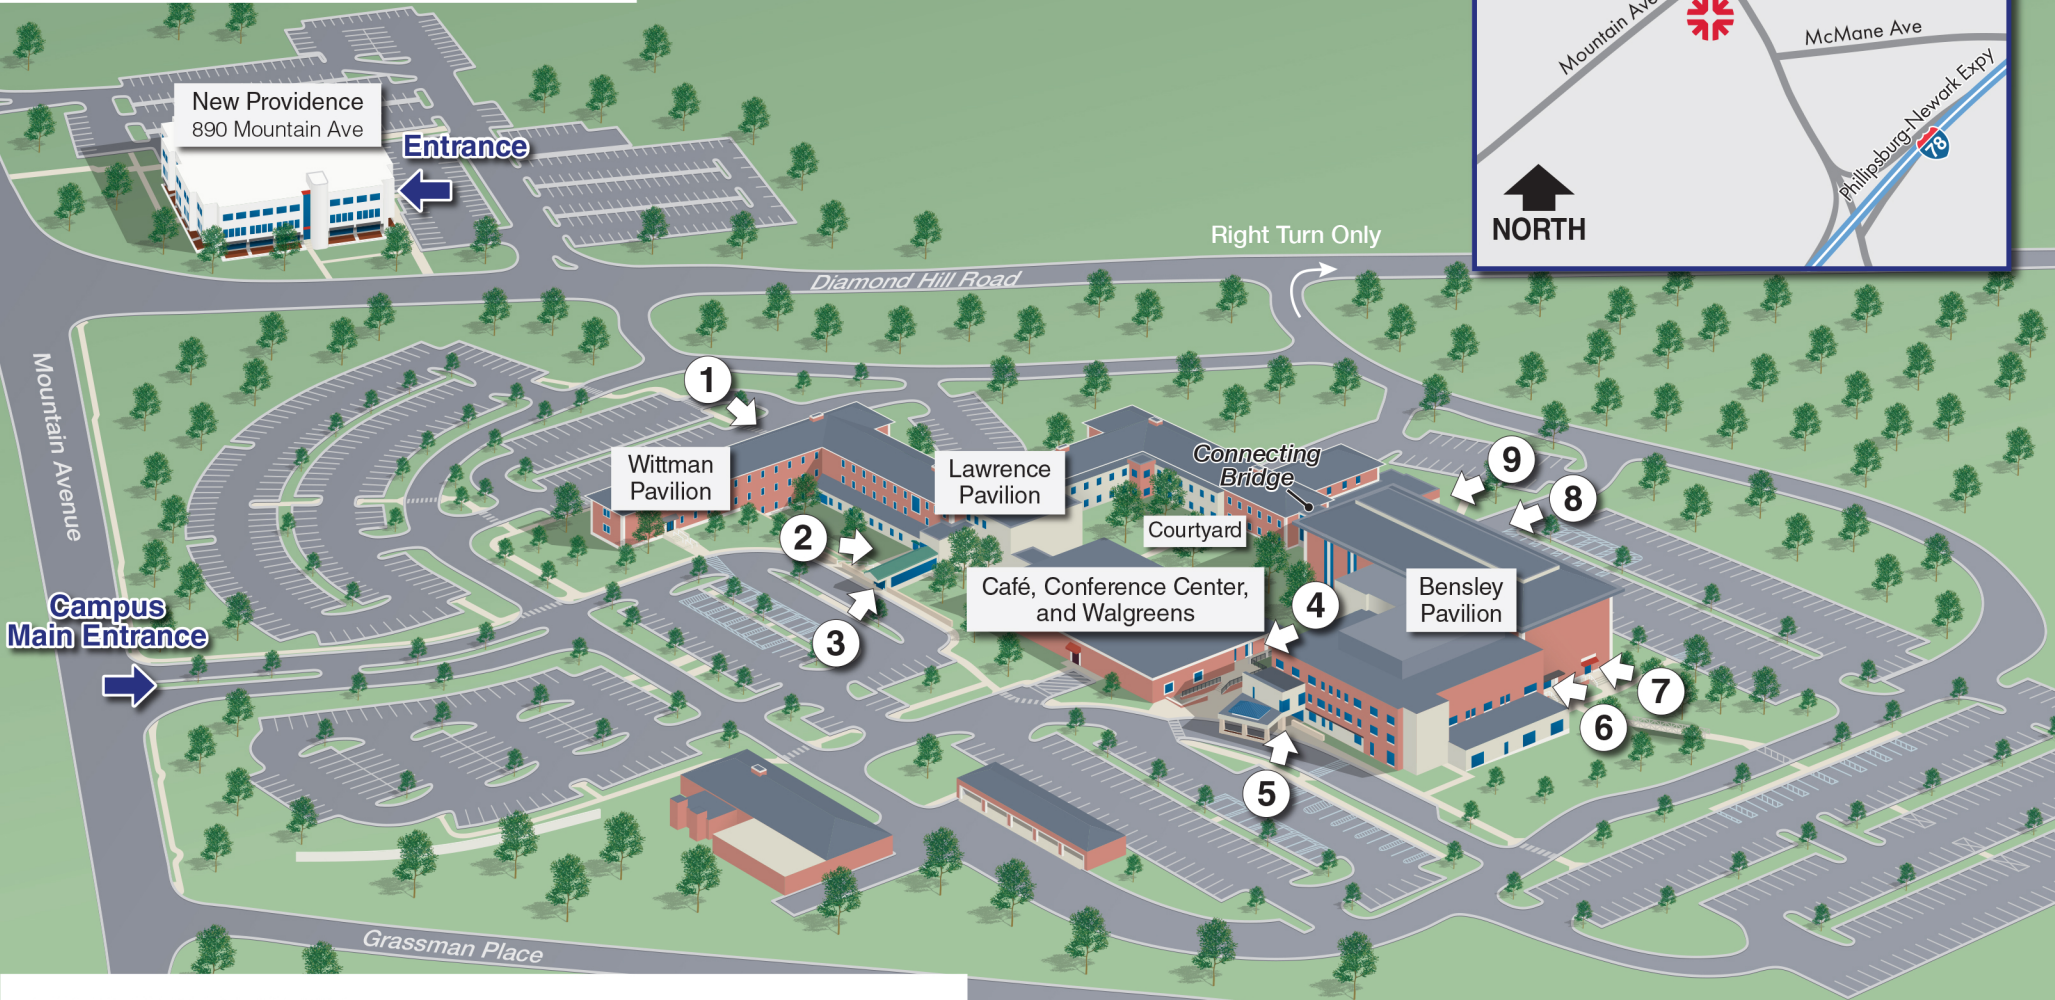 Mountain Ave
McMane Ave
Phillipsburg-Newark Expy
78
NORTH
New Providence
890 Mountain Ave
Entrance
Right Turn Only
Diamond Hill Road
Mountain Avenue
1
Wittman
Pavilion
Lawrence
Pavilion
Connecting
Bridge
9
8
2
Courtyard
Café, Conference Center,
and Walgreens
Bensley
Pavilion
4
3
Campus
Main Entrance
7
6
5
Grassman Place